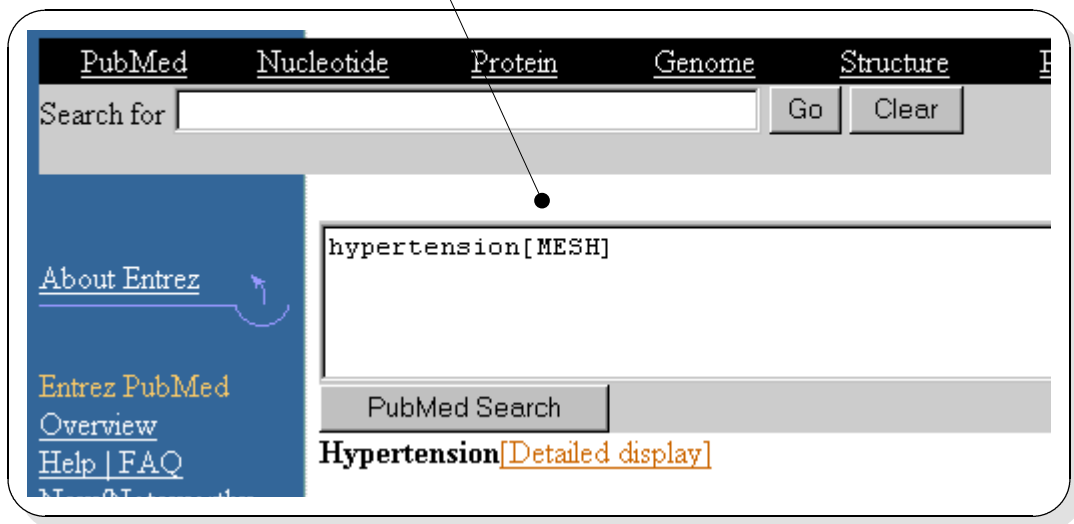 PubMed Nucleotide Protein Genome Structure
Search for Go Clear
hypertension[MESH]
About Entrez
PubMed Search
Entrez PubMed
Overview
Hypertension[Detailed display]
Help | FAQ